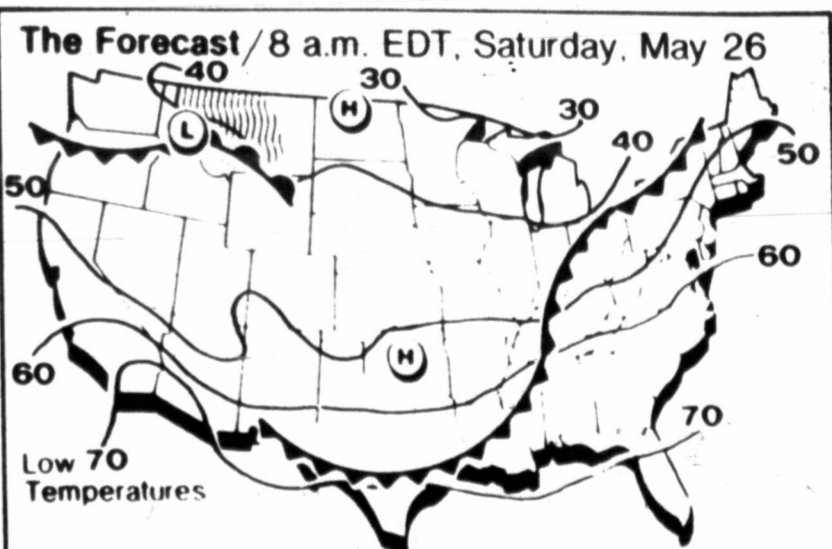 The Forecast / 8 a.m. EDT, Saturday, May 26
40
30
H
30
L
40
50
50
60
H
60
70
Low 70
Temperatures